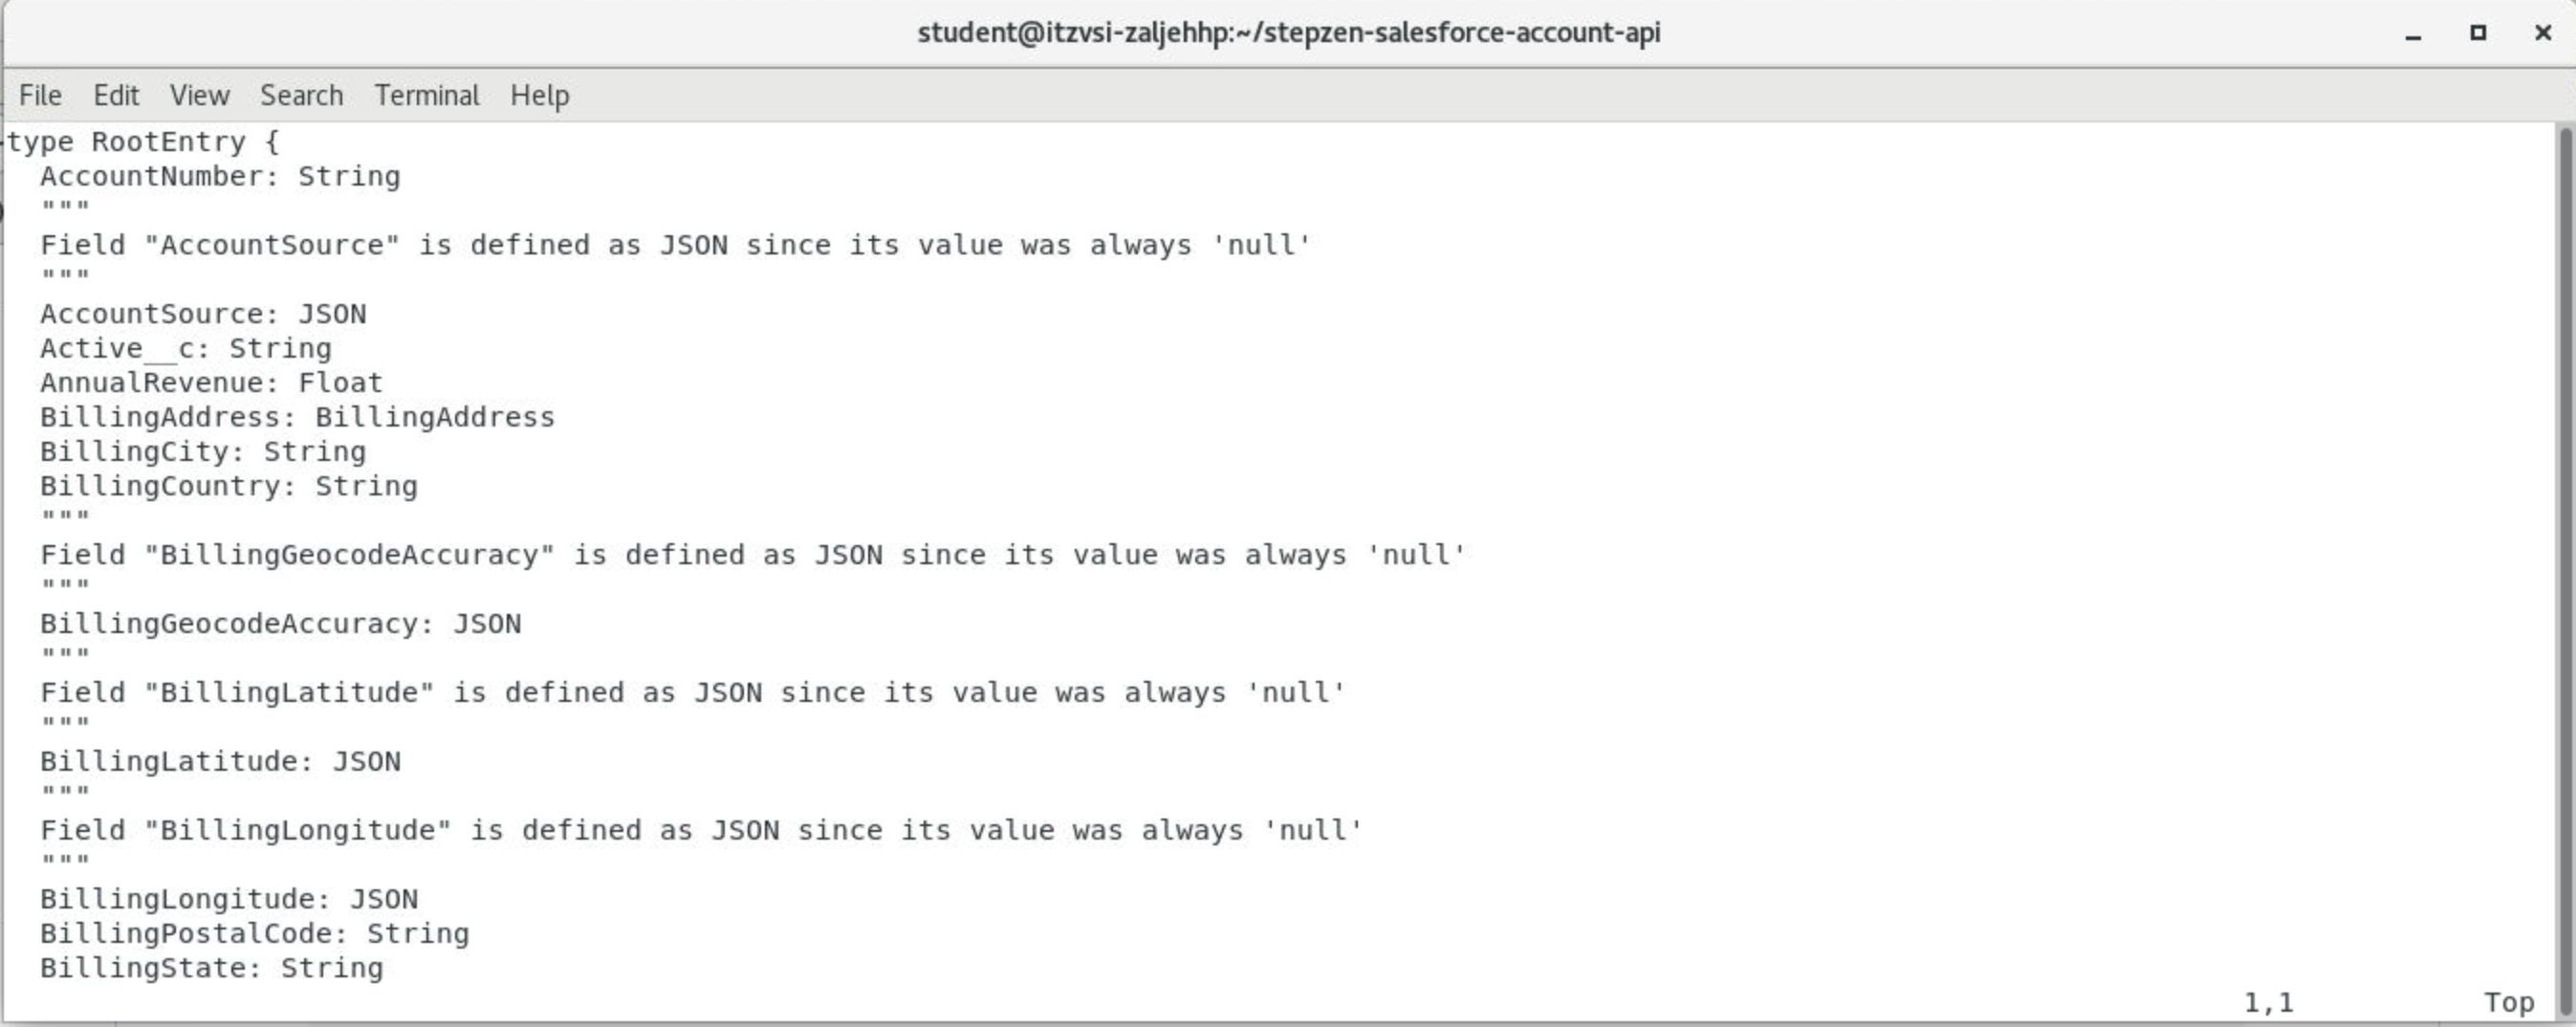 student@itzvsi-zaljehhp:~/stepzen-salesforce-account-api
File Edit View Search Terminal Help
type RootEntry {
  AccountNumber: String
  """
  Field "AccountSource" is defined as JSON since its value was always 'null'
  """
  AccountSource: JSON
  Active__c: String
  AnnualRevenue: Float
  BillingAddress: BillingAddress
  BillingCity: String
  BillingCountry: String
  """
  Field "BillingGeocodeAccuracy" is defined as JSON since its value was always 'null'
  """
  BillingGeocodeAccuracy: JSON
  """
  Field "BillingLatitude" is defined as JSON since its value was always 'null'
  """
  BillingLatitude: JSON
  """
  Field "BillingLongitude" is defined as JSON since its value was always 'null'
  """
  BillingLongitude: JSON
  BillingPostalCode: String
  BillingState: String
1,1 Top